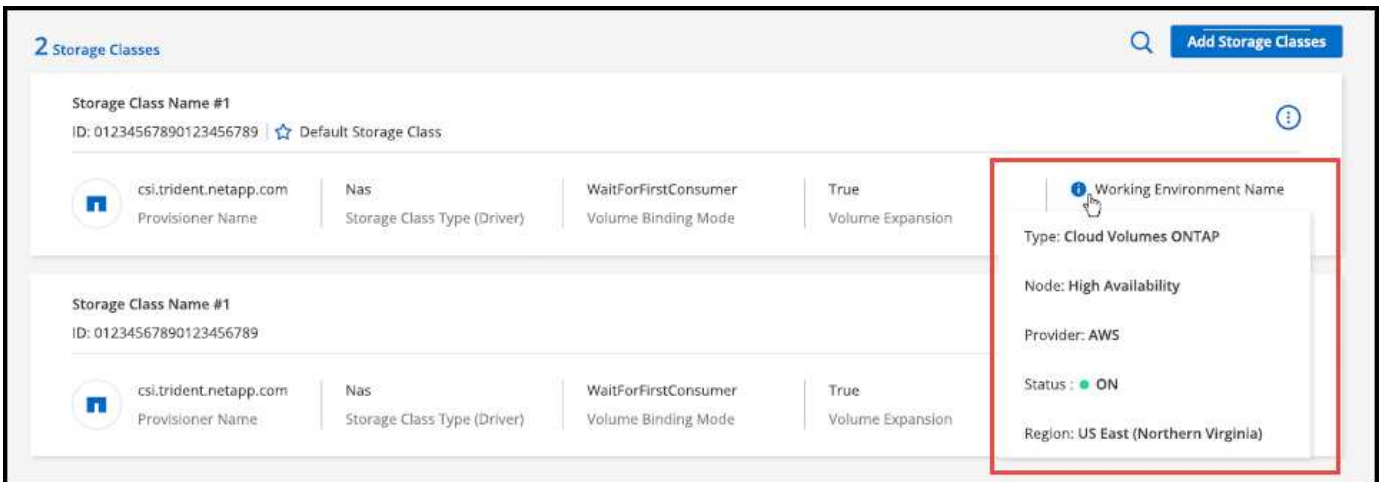 2 Storage Classes
Add Storage Classes
Storage Class Name #1
ID: 01234567890123456789 | Default Storage Class
csi.trident.netapp.com Nas WaitForFirstConsumer True Working Environment Name
Provisioner Name Storage Class Type (Driver) Volume Binding Mode Volume Expansion
Type: Cloud Volumes ONTAP
Node: High Availability
Storage Class Name #1
ID: 01234567890123456789
Provider: AWS
csi.trident.netapp.com Nas WaitForFirstConsumer True
Status : ON
Provisioner Name Storage Class Type (Driver) Volume Binding Mode Volume Expansion
Region: US East (Northern Virginia)